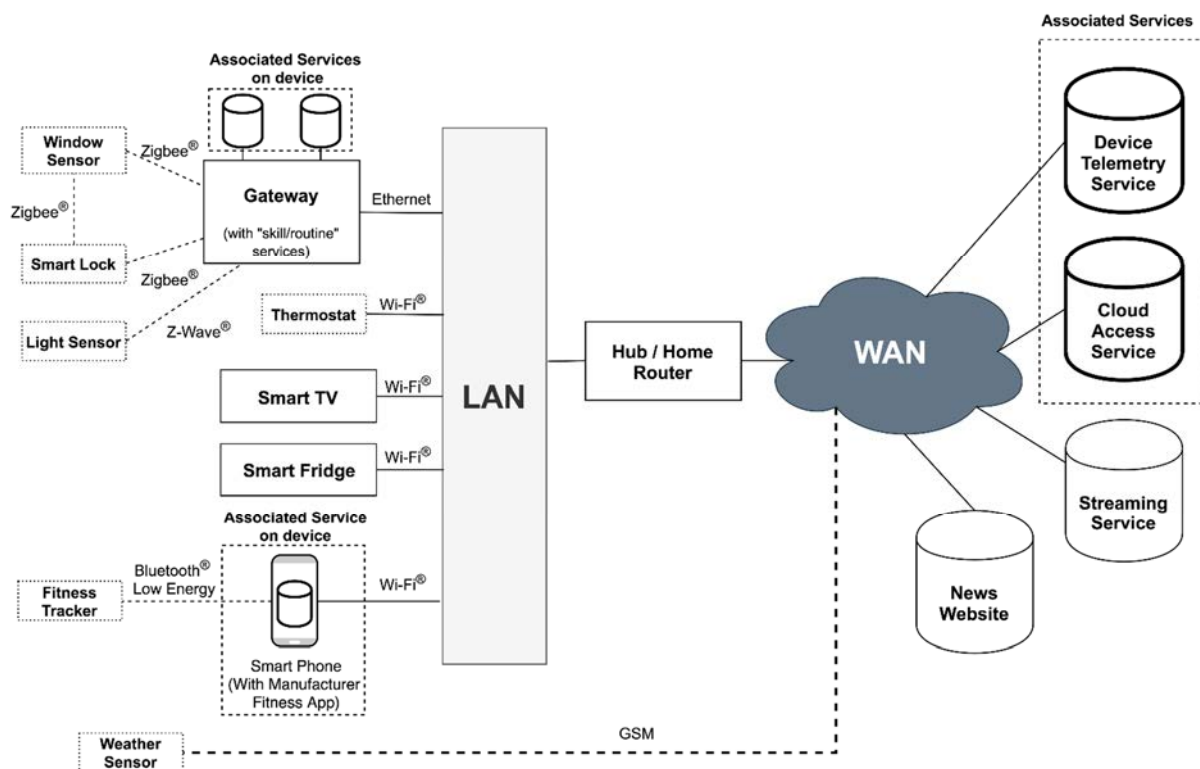 Associated Services
Associated Services
on device
Device
Telemetry
Service
Window
Sensor
Zigbee®
Gateway
(with "skill/routine"
services)
Ethernet
Zigbee®
Smart Lock
Zigbee®
Z-Wave®
Light Sensor
Thermostat
Wi-Fi®
Cloud
Access
Service
Hub / Home
Router
WAN
LAN
Smart TV
Wi-Fi®
Smart Fridge
Wi-Fi®
Streaming
Service
Associated Service
on device
Bluetooth®
Low Energy
Wi-Fi®
Fitness
Tracker
News
Website
Smart Phone
(With Manufacturer
Fitness App)
GSM
Weather
Sensor